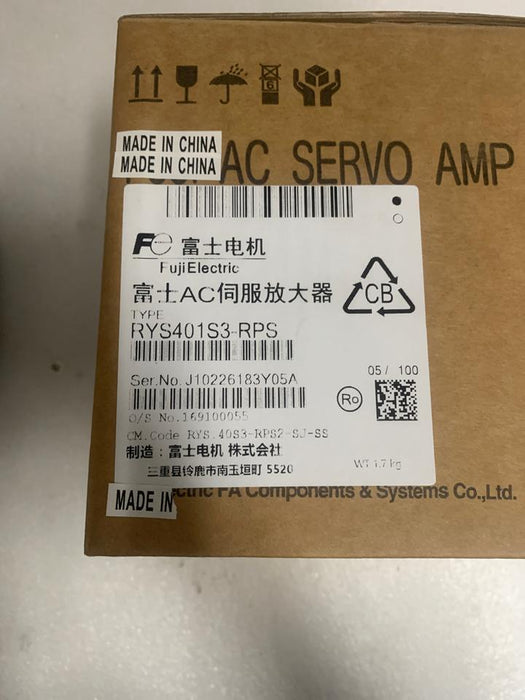 6
MADE IN CHINA
MADE IN CHINA
AC SERVO AMP
Fe 富士电机
FujiElectric
富士AC伺服放大器
CB
TYPE
RYS401S3-RPS
05/ 100
Ser.No. J10226183Y05A
Ro
O/S No.169100055
CM.Code RYS.40S3-RPS2-SJ-SS
制造：富士电机 株式会社
三重县铃鹿市南玉垣町 5520
WT 1.7 kg
MADE IN
ctric FA Components & Systems Co.,Ltd.